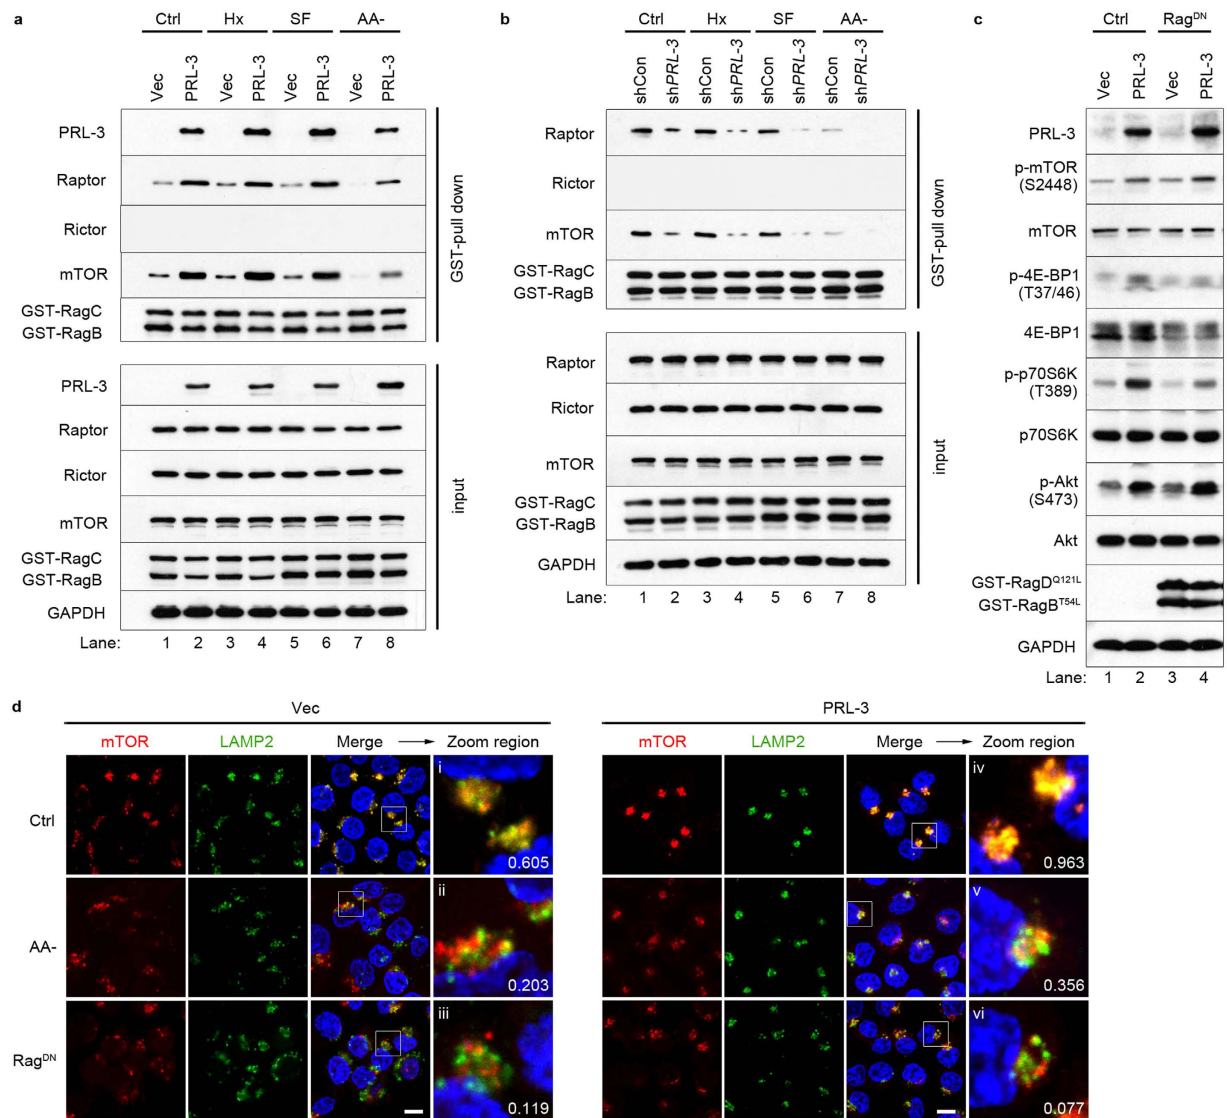 a
Ctrl Hx SF AA-
Vec PRL-3 Vec PRL-3 Vec PRL-3 Vec PRL-3
PRL-3
Raptor
Rictor
mTOR
GST-RagC
GST-RagB
GST-pull down
PRL-3
Raptor
Rictor
mTOR
GST-RagC
GST-RagB
GAPDH
input
Lane: 1 2 3 4 5 6 7 8
b
Ctrl Hx SF AA-
shCon shPRL-3 shCon shPRL-3 shCon shPRL-3 shCon shPRL-3
Raptor
Rictor
mTOR
GST-RagC
GST-RagB
GST-pull down
Raptor
Rictor
mTOR
GST-RagC
GST-RagB
GAPDH
input
Lane: 1 2 3 4 5 6 7 8
c
Ctrl RagDN
Vec PRL-3 Vec PRL-3
PRL-3
p-mTOR
(S2448)
mTOR
p-4E-BP1
(T37/46)
4E-BP1
p-p70S6K
(T389)
p70S6K
p-Akt
(S473)
Akt
GST-RagDQ121L
GST-RagBT54L
GAPDH
Lane: 1 2 3 4
d
Vec
mTOR LAMP2 Merge → Zoom region
Ctrl
i
0.605
AA-
ii
0.203
RagDN
iii
0.119
PRL-3
mTOR LAMP2 Merge → Zoom region
iv
0.963
v
0.356
vi
0.077